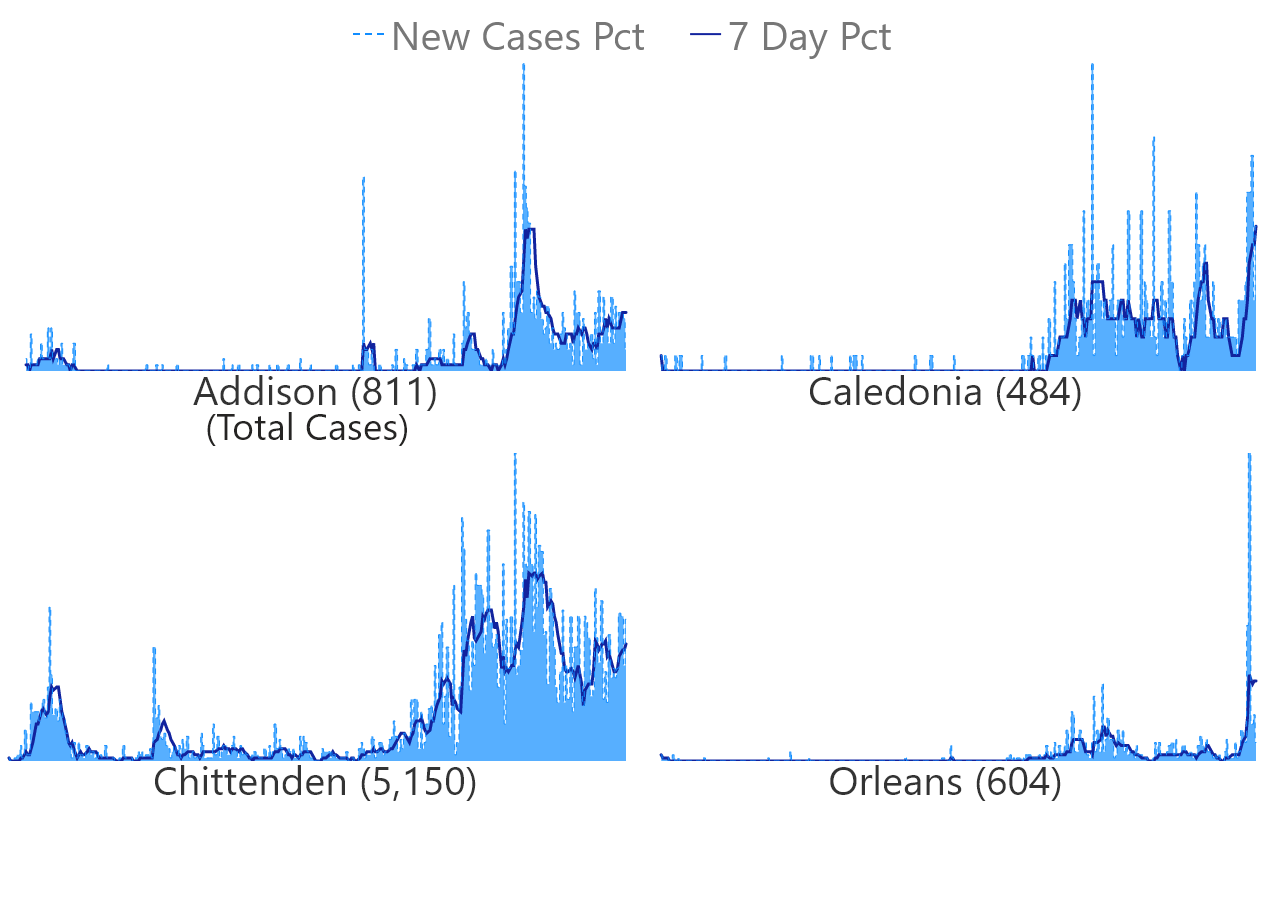 New Cases Pct 7 Day Pct
Addison (811)
(Total Cases)
Caledonia (484)
Chittenden (5,150)
Orleans (604)